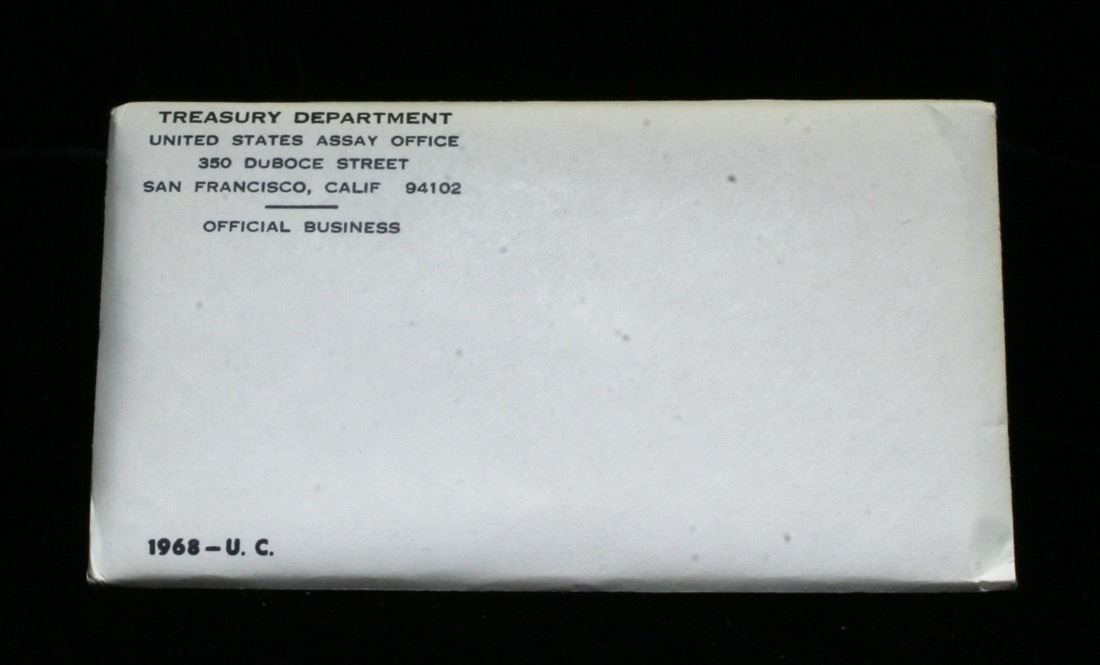 TREASURY DEPARTMENT
UNITED STATES ASSAY OFFICE
350 DUBOCE STREET
SAN FRANCISCO, CALIF 94102
OFFICIAL BUSINESS
1968 – U. C.